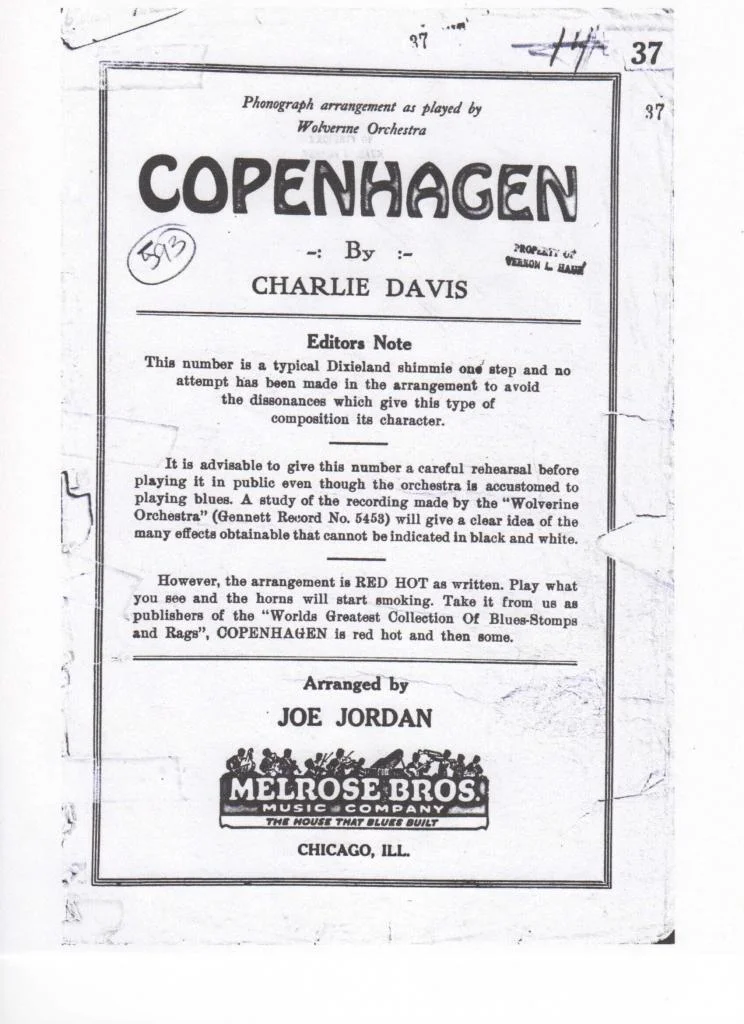 37
37
37
Phonograph arrangement as played by
Wolverine Orchestra
COPENHAGEN
593
-: By :-
PROPERTY OF
VERNON L.
CHARLIE DAVIS
Editors Note
This number is a typical Dixieland shimmie one step and no
attempt has been made in the arrangement to avoid
the dissonances which give this type of
composition its character.
It is advisable to give this number a careful rehearsal before
playing it in public even though the orchestra is accustomed to
playing blues. A study of the recording made by the "Wolverine
Orchestra" (Gennett Record No. 5453) will give a clear idea of the
many effects obtainable that cannot be indicated in black and white.
However, the arrangement is RED HOT as written. Play what
you see and the horns will start smoking. Take it from us as
publishers of the "Worlds Greatest Collection Of Blues-Stomps
and Rags", COPENHAGEN is red hot and then some.
Arranged by
JOE JORDAN
MELROSE BROS.
MUSIC COMPANY
THE HOUSE THAT BLUES BUILT
CHICAGO, ILL.